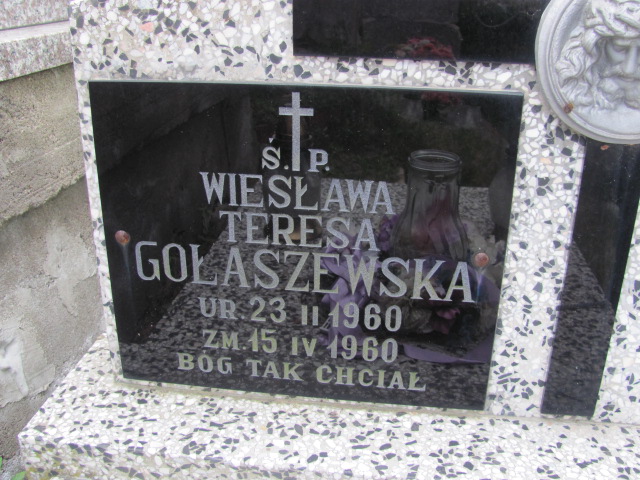 Ś.P.
WIESŁAWA
TERESA
GOŁASZEWSKA
UR 23 II 1960
ZM 15 IV 1960
BÓG TAK CHCIAŁ